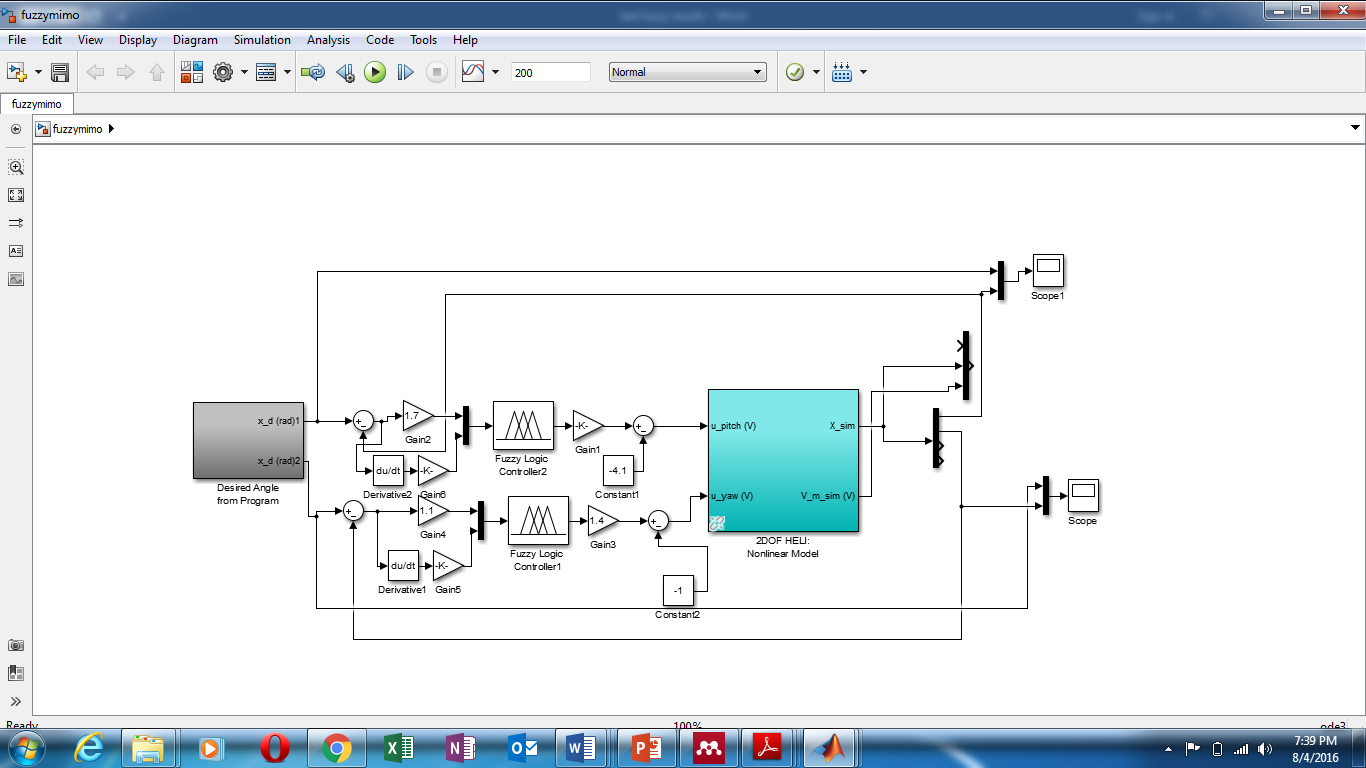 fuzzymimo
File Edit View Display Diagram Simulation Analysis Code Tools Help
200
Normal
fuzzymimo
fuzzymimo
Scope1
x_d (rad)1
x_d (rad)2
Desired Angle
from Program
1.7
Gain2
du/dt
Derivative2
-K-
Gain6
Fuzzy Logic
Controller2
-K-
Gain1
-4.1
Constant1
u_pitch (V)
X_sim
u_yaw (V)
V_m_sim (V)
2DOF HELI:
Nonlinear Model
1.1
Gain4
du/dt
Derivative1
-K-
Gain5
Fuzzy Logic
Controller1
1.4
Gain3
-1
Constant2
Scope
Ready
100%
ode3
7:39 PM
8/4/2016